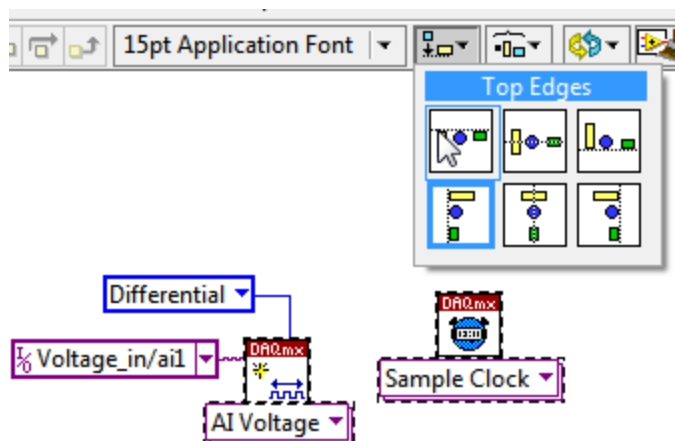 15pt Application Font
Top Edges
Differential
DAQmx
I/O Voltage_in/ai1
DAQmx
Sample Clock
AI Voltage